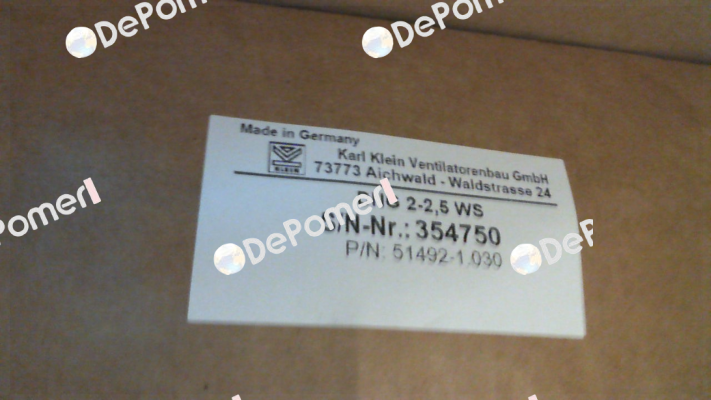 DePomerl
DePomerl
Made in Germany
KLEIN
Karl Klein Ventilatorenbau GmbH
73773 Aichwald - Waldstrasse 24
2-2,5 WS
S/N-Nr.: 354750
P/N: 51492-1.030
DePomerl
DePomerl
DePomerl